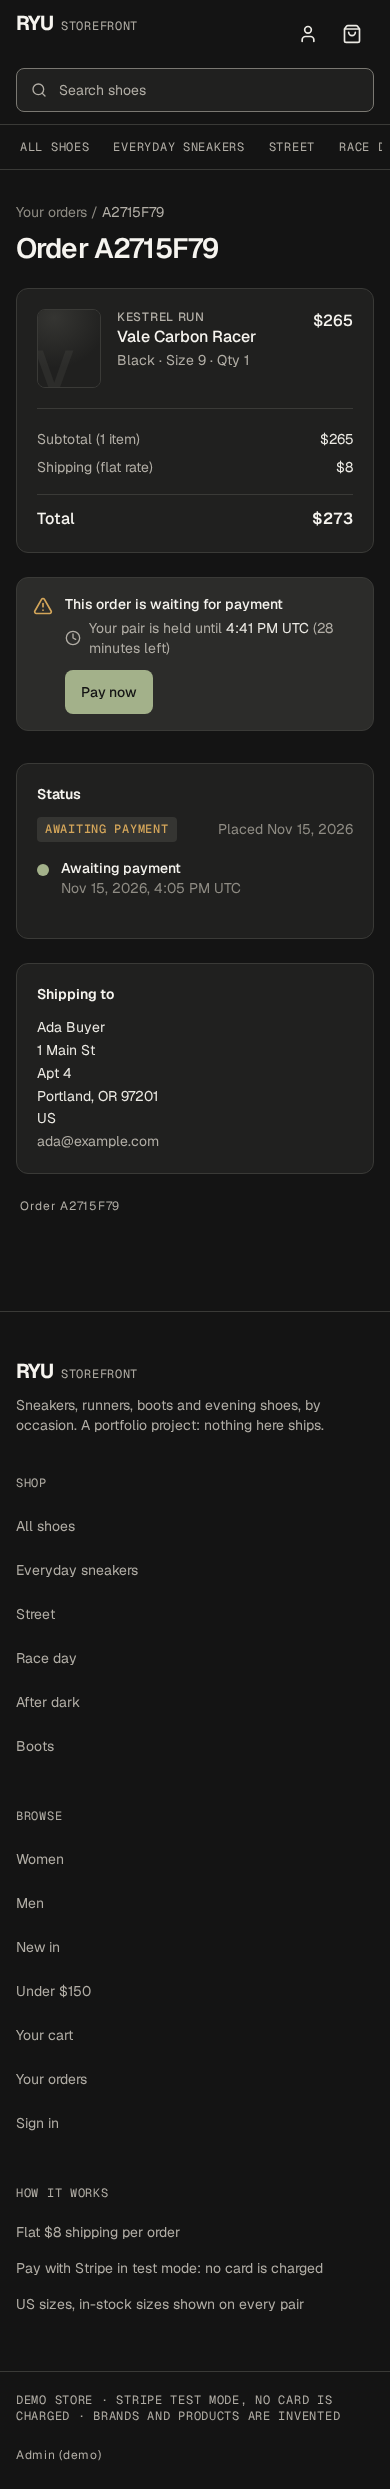 RYU STOREFRONT
Search shoes
ALL SHOES EVERYDAY SNEAKERS STREET RACE D
Your orders / A2715F79
Order A2715F79
KESTREL RUN
Vale Carbon Racer $265
Black · Size 9 · Qty 1
V
Subtotal (1 item) $265
Shipping (flat rate) $8
Total $273
This order is waiting for payment
Your pair is held until 4:41 PM UTC (28
minutes left)
Pay now
Status
AWAITING PAYMENT Placed Nov 15, 2026
Awaiting payment
Nov 15, 2026, 4:05 PM UTC
Shipping to
Ada Buyer
1 Main St
Apt 4
Portland, OR 97201
US
ada@example.com
Order A2715F79
RYU STOREFRONT
Sneakers, runners, boots and evening shoes, by
occasion. A portfolio project: nothing here ships.
SHOP
All shoes
Everyday sneakers
Street
Race day
After dark
Boots
BROWSE
Women
Men
New in
Under $150
Your cart
Your orders
Sign in
HOW IT WORKS
Flat $8 shipping per order
Pay with Stripe in test mode: no card is charged
US sizes, in-stock sizes shown on every pair
DEMO STORE · STRIPE TEST MODE, NO CARD IS
CHARGED · BRANDS AND PRODUCTS ARE INVENTED
Admin (demo)